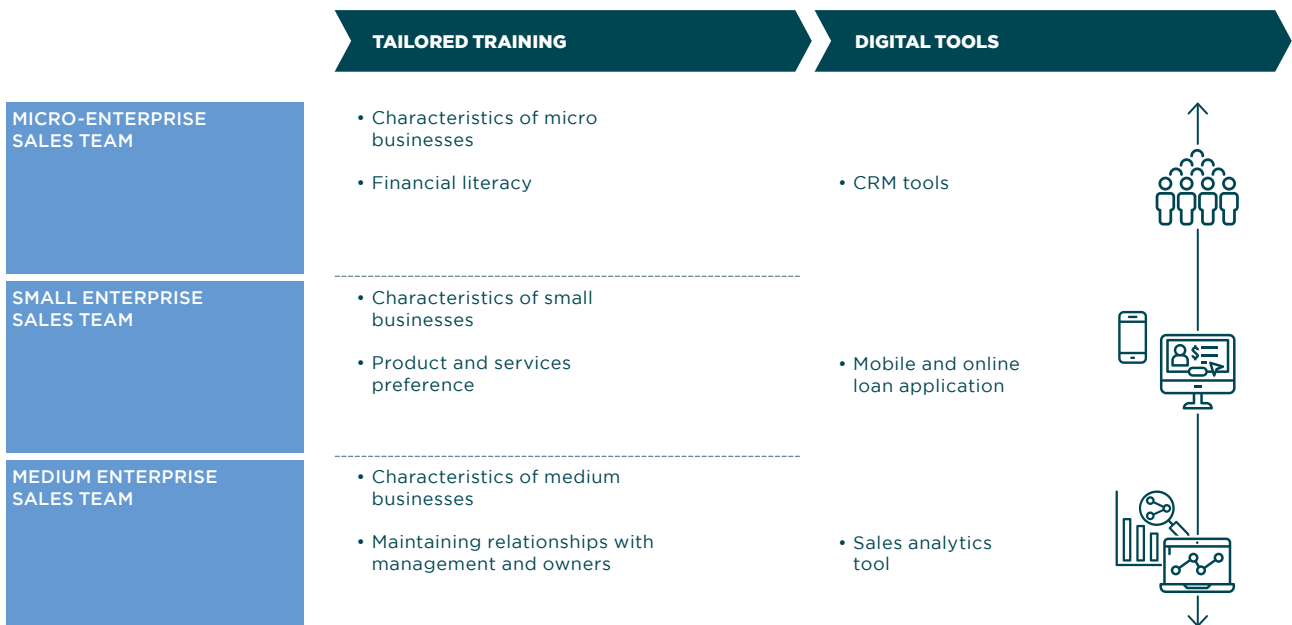 TAILORED TRAINING
DIGITAL TOOLS
MICRO-ENTERPRISE
SALES TEAM
• Characteristics of micro
businesses
• Financial literacy
• CRM tools
SMALL ENTERPRISE
SALES TEAM
• Characteristics of small
businesses
• Product and services
preference
• Mobile and online
loan application
$
MEDIUM ENTERPRISE
SALES TEAM
• Characteristics of medium
businesses
• Maintaining relationships with
management and owners
• Sales analytics
tool